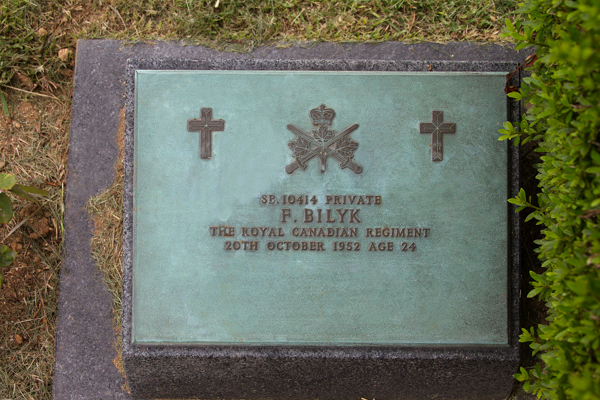 SE.10414 PRIVATE
F. BILYK
THE ROYAL CANADIAN REGIMENT
20TH OCTOBER 1952 AGE 24